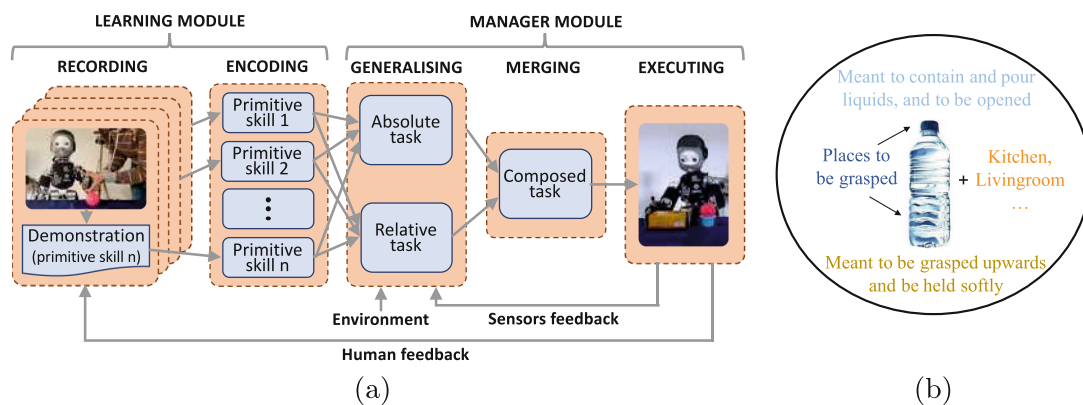 LEARNING MODULE
MANAGER MODULE
RECORDING
ENCODING
GENERALISING
MERGING
EXECUTING
Demonstration
(primitive skill n)
Primitive
skill 1
Primitive
skill 2
Primitive
skill n
Absolute
task
Relative
task
Composed
task
Environment
Sensors feedback
Human feedback
(a)
Meant to contain and pour
liquids, and to be opened
Places to
be grasped
+
Kitchen,
Livingroom
...
Meant to be grasped upwards
and be held softly
(b)